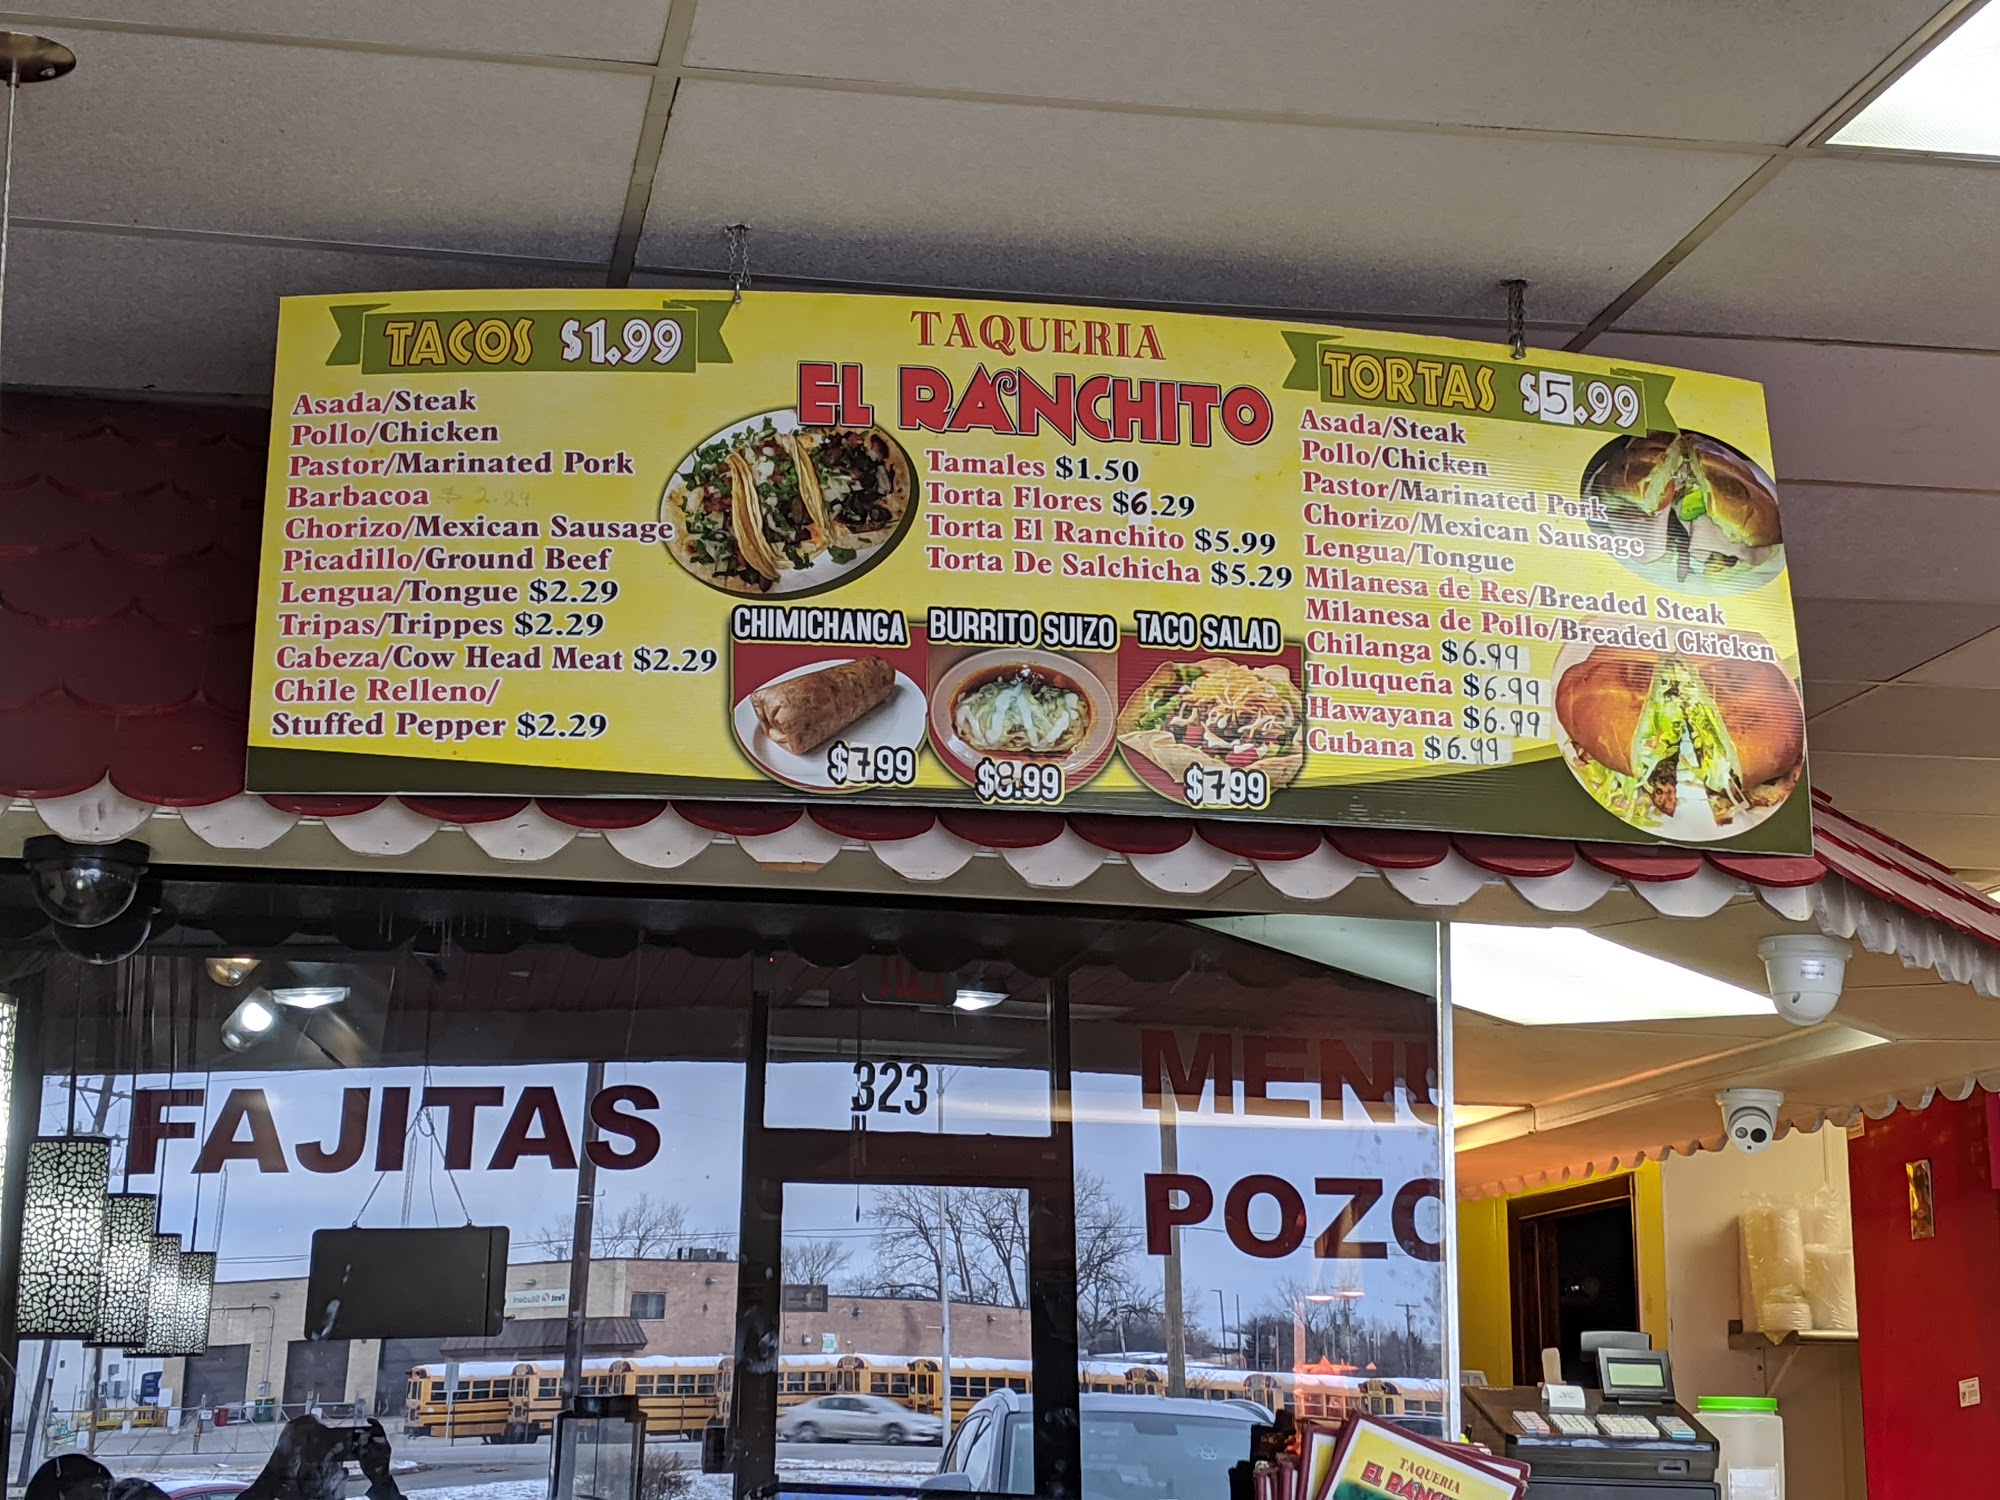 TACOS $1.99
Asada/Steak
Pollo/Chicken
Pastor/Marinated Pork
Barbacoa $ 2.29
Chorizo/Mexican Sausage
Picadillo/Ground Beef
Lengua/Tongue $2.29
Tripas/Trippes $2.29
Cabeza/Cow Head Meat $2.29
Chile Relleno/
Stuffed Pepper $2.29
TAQUERIA
EL RANCHITO
Tamales $1.50
Torta Flores $6.29
Torta El Ranchito $5.99
Torta De Salchicha $5.29
CHIMICHANGA
$7.99
BURRITO SUIZO
$8.99
TACO SALAD
$7.99
TORTAS $5.99
Asada/Steak
Pollo/Chicken
Pastor/Marinated Pork
Chorizo/Mexican Sausage
Lengua/Tongue
Milanesa de Res/Breaded Steak
Milanesa de Pollo/Breaded Ckicken
Chilanga $6.99
Toluqueña $6.99
Hawayana $6.99
Cubana $6.99
FAJITAS
323
MENU
POZO
First Student
TAQUERIA
EL RANCHITO